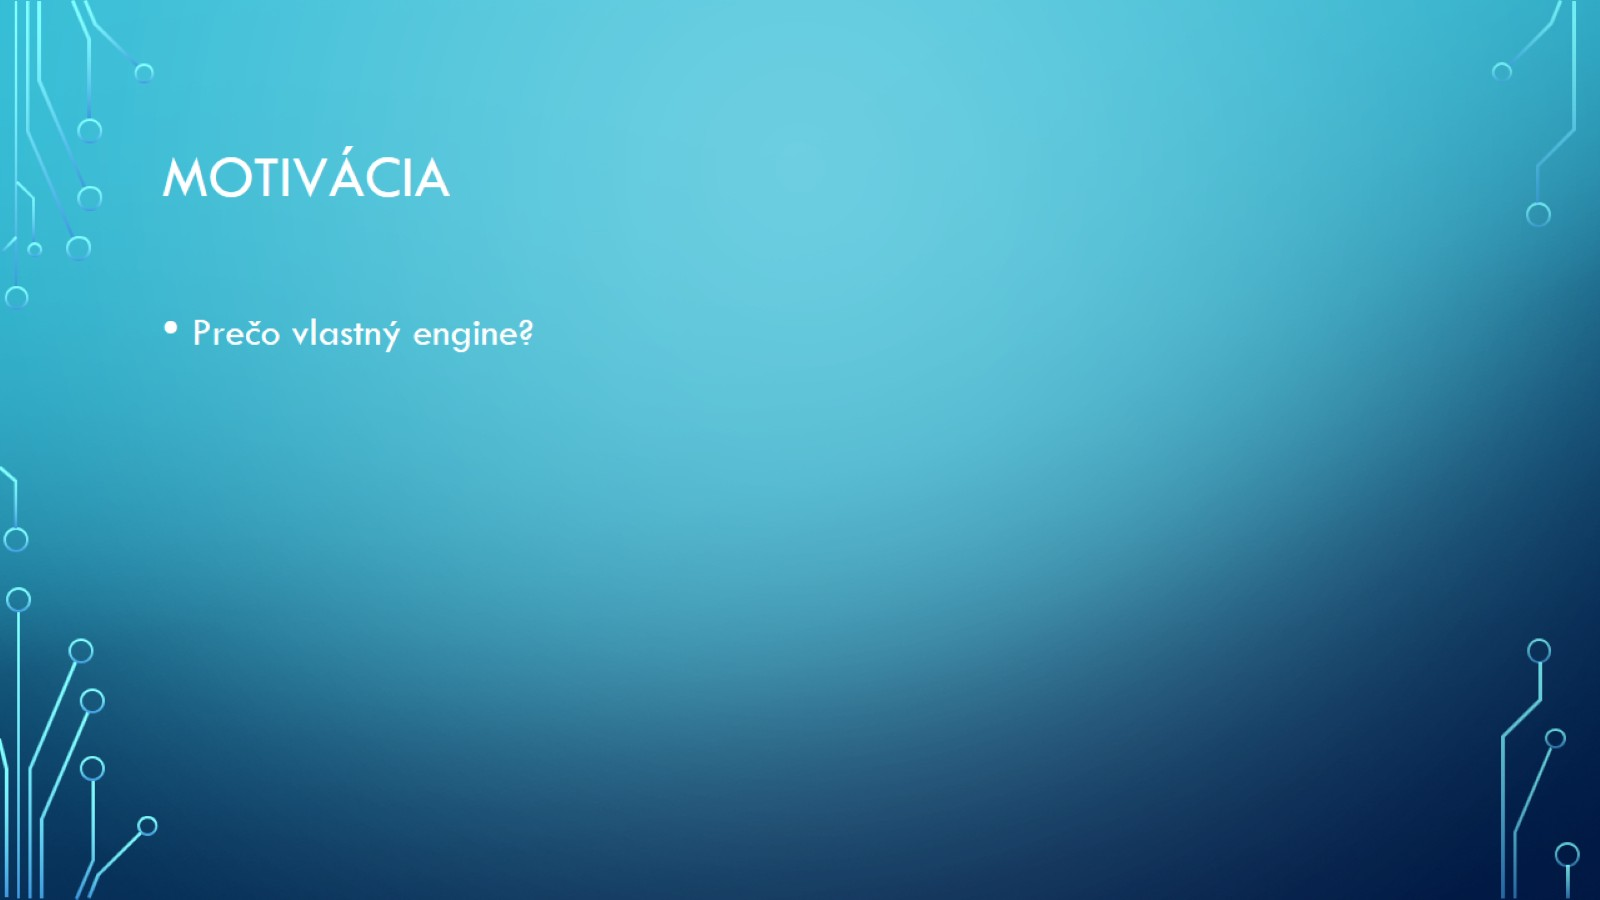 MOTIVÁCIA
• Prečo vlastný engine?